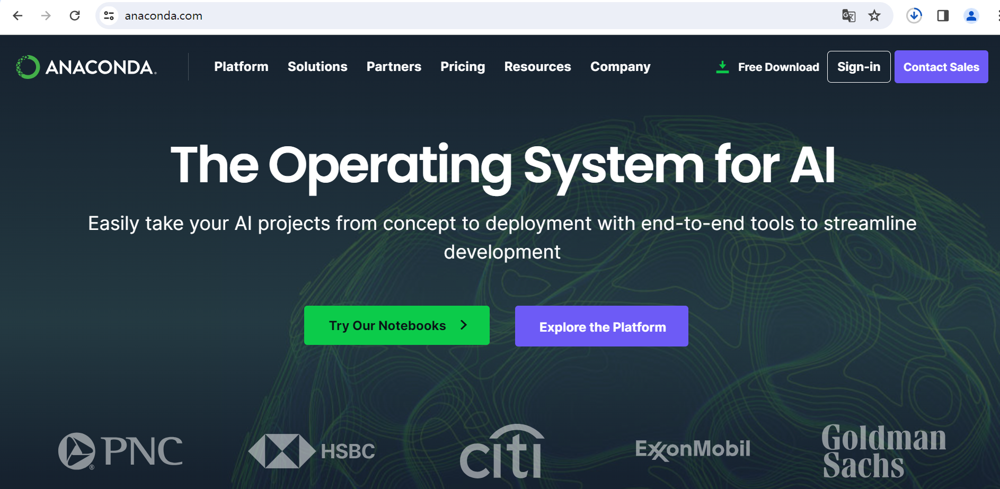 anaconda.com
ANACONDA.
Platform Solutions Partners Pricing Resources Company Free Download Sign-in Contact Sales
The Operating System for AI
Easily take your AI projects from concept to deployment with end-to-end tools to streamline
development
Try Our Notebooks
Explore the Platform
PNC® HSBC citi ExxonMobil Goldman
Sachs